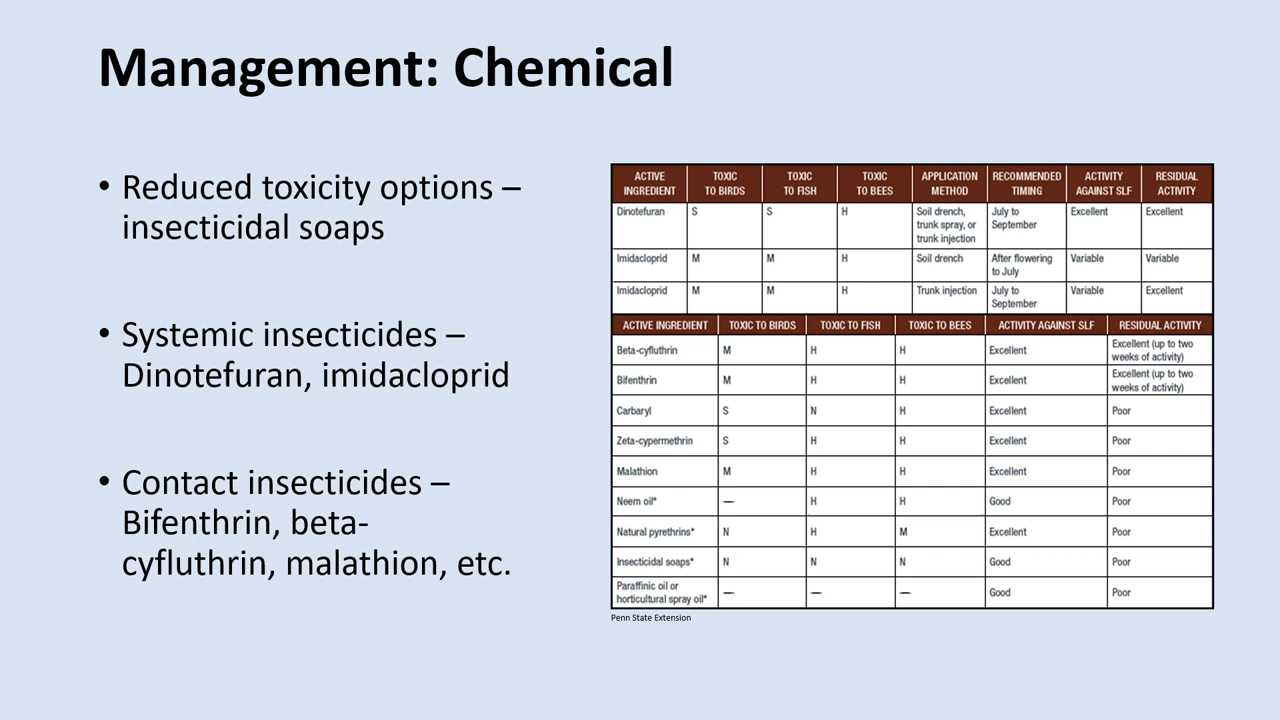 Management: Chemical
• Reduced toxicity options –
insecticidal soaps
• Systemic insecticides –
Dinotefuran, imidacloprid
• Contact insecticides –
Bifenthrin, beta-
cyfluthrin, malathion, etc.
ACTIVE INGREDIENT TOXIC TO BIRDS TOXIC TO FISH TOXIC TO BEES APPLICATION METHOD RECOMMENDED TIMING ACTIVITY AGAINST SLF RESIDUAL ACTIVITY
Dinotefuran S S H Soil drench, trunk spray, or trunk injection July to September Excellent Excellent
Imidacloprid M M H Soil drench After flowering to July Variable Variable
Imidacloprid M M H Trunk injection July to September Variable Excellent
ACTIVE INGREDIENT TOXIC TO BIRDS TOXIC TO FISH TOXIC TO BEES ACTIVITY AGAINST SLF RESIDUAL ACTIVITY
Beta-cyfluthrin M H H Excellent Excellent (up to two weeks of activity)
Bifenthrin M H H Excellent Excellent (up to two weeks of activity)
Carbaryl S N H Excellent Poor
Zeta-cypermethrin S H H Excellent Poor
Malathion M H H Excellent Poor
Neem oil* — H H Good Poor
Natural pyrethrins* N H M Excellent Poor
Insecticidal soaps* N N N Good Poor
Paraffinic oil or horticultural spray oil* — — — Good Poor
Penn State Extension